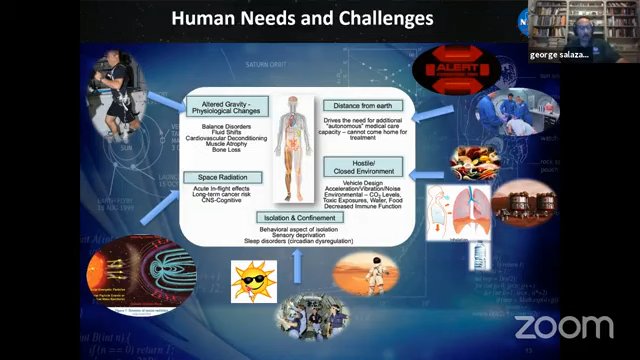 Human Needs and Challenges
george salaza...
SATURN ORBIT
ALERT
Altered Gravity -
Physiological Changes
Balance Disorders
Fluid Shifts
Cardiovascular Deconditioning
Muscle Atrophy
Bone Loss
Distance from earth
Drives the need for additional
"autonomous" medical care
capacity – cannot come home for
treatment
Space Radiation
Acute In-flight effects
Long-term cancer risk
CNS-Cognitive
Hostile/
Closed Environment
Vehicle Design
Acceleration/Vibration/Noise
Environmental – CO2 Levels,
Toxic Exposures, Water, Food
Decreased Immune Function
Isolation & Confinement
Behavioral aspect of isolation
Sensory deprivation
Sleep disorders (circadian dysregulation)
SUN
zoom